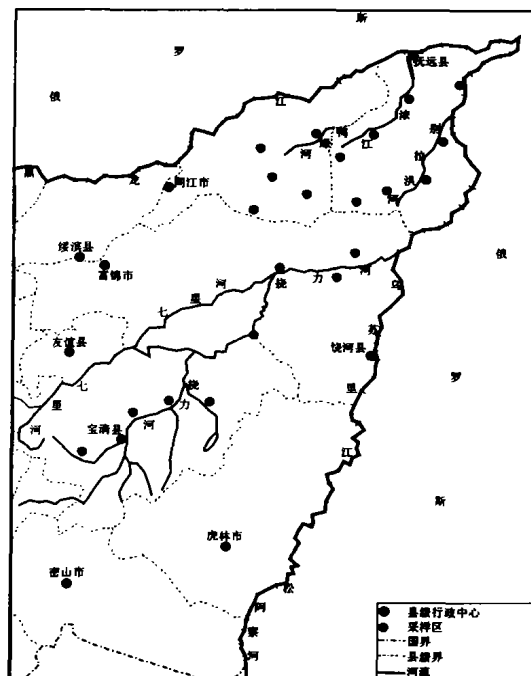 斯
罗
俄
抚远县
江
浓
别
拉
洪
河
鸭
绿
河
江
黑
龙
同江市
绥滨县
富锦市
俄
河
里
七
挠
力
河
乌
苏
里
江
饶河县
友谊县
七
里
河
挠
力
河
宝清县
罗
斯
虎林市
密山市
松
阿
察
河
县级行政中心
采样区
国界
县级界
河流